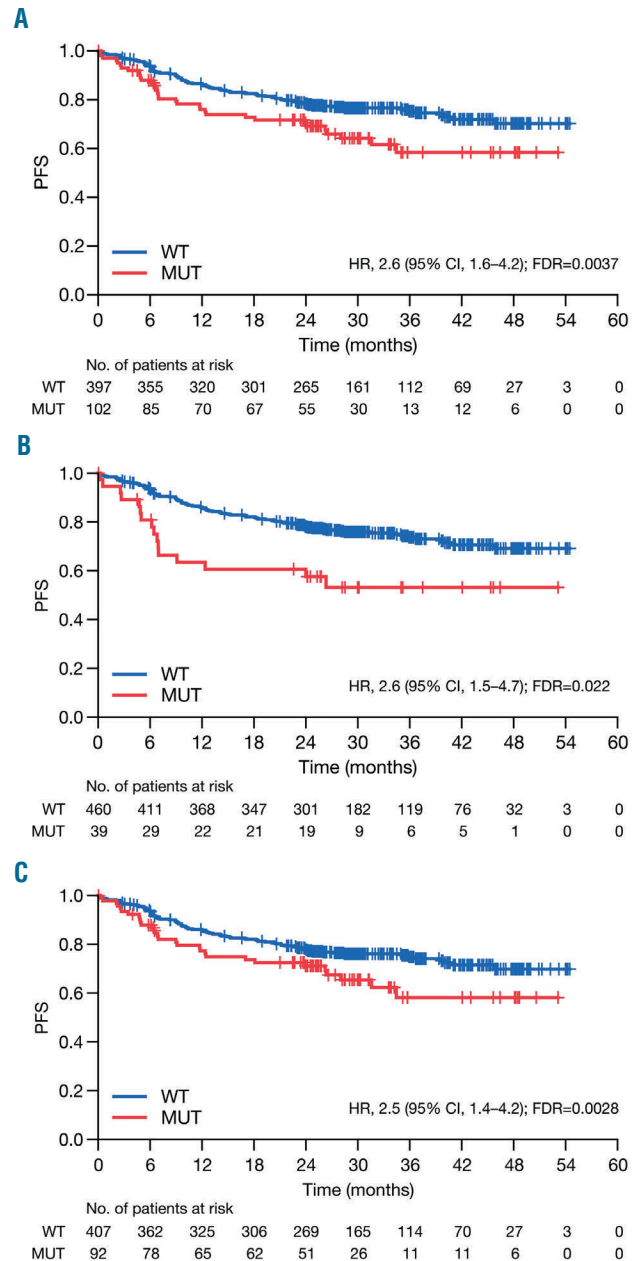 A
1.0
0.8
0.6
0.4
0.2
0.0
PFS
WT
MUT
HR, 2.6 (95% CI, 1.6–4.2); FDR=0.0037
0 6 12 18 24 30 36 42 48 54 60
Time (months)
No. of patients at risk
WT 397 355 320 301 265 161 112 69 27 3 0
MUT 102 85 70 67 55 30 13 12 6 0 0
B
1.0
0.8
0.6
0.4
0.2
0.0
PFS
WT
MUT
HR, 2.6 (95% CI, 1.5–4.7); FDR=0.022
0 6 12 18 24 30 36 42 48 54 60
Time (months)
No. of patients at risk
WT 460 411 368 347 301 182 119 76 32 3 0
MUT 39 29 22 21 19 9 6 5 1 0 0
C
1.0
0.8
0.6
0.4
0.2
0.0
PFS
WT
MUT
HR, 2.5 (95% CI, 1.4–4.2); FDR=0.0028
0 6 12 18 24 30 36 42 48 54 60
Time (months)
No. of patients at risk
WT 407 362 325 306 269 165 114 70 27 3 0
MUT 92 78 65 62 51 26 11 11 6 0 0